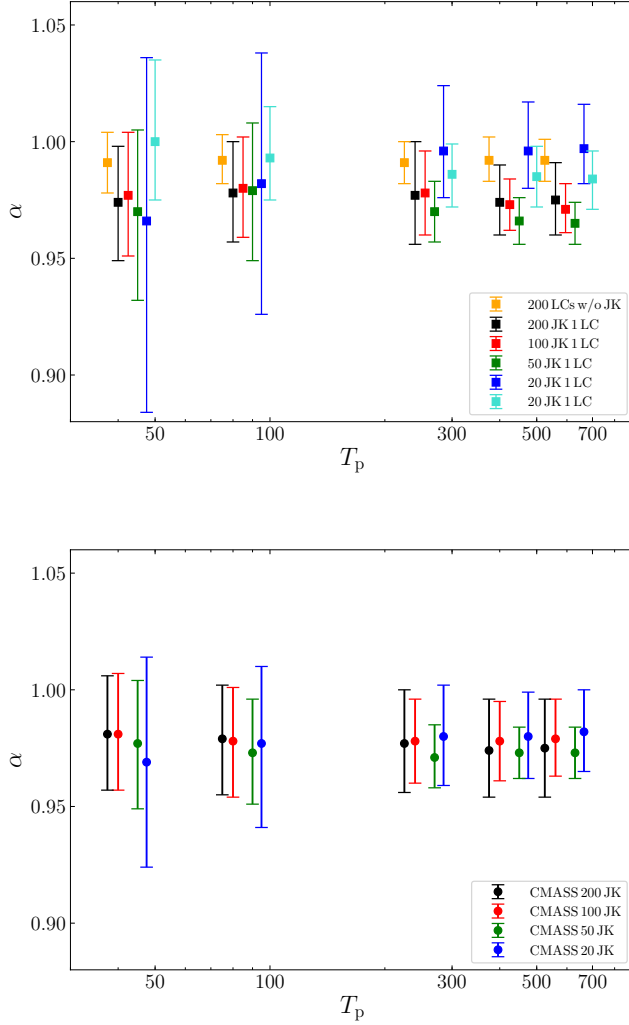 1.05
1.00
0.95
0.90
α
200 LCs w/o JK
200 JK 1 LC
100 JK 1 LC
50 JK 1 LC
20 JK 1 LC
20 JK 1 LC
50 100 300 500 700
Tp
1.05
1.00
0.95
0.90
α
CMASS 200 JK
CMASS 100 JK
CMASS 50 JK
CMASS 20 JK
50 100 300 500 700
Tp